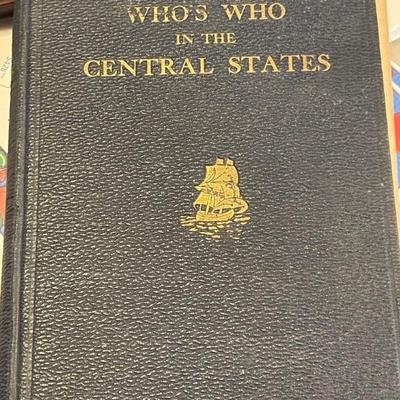 WHO'S WHO
IN THE
CENTRAL STATES